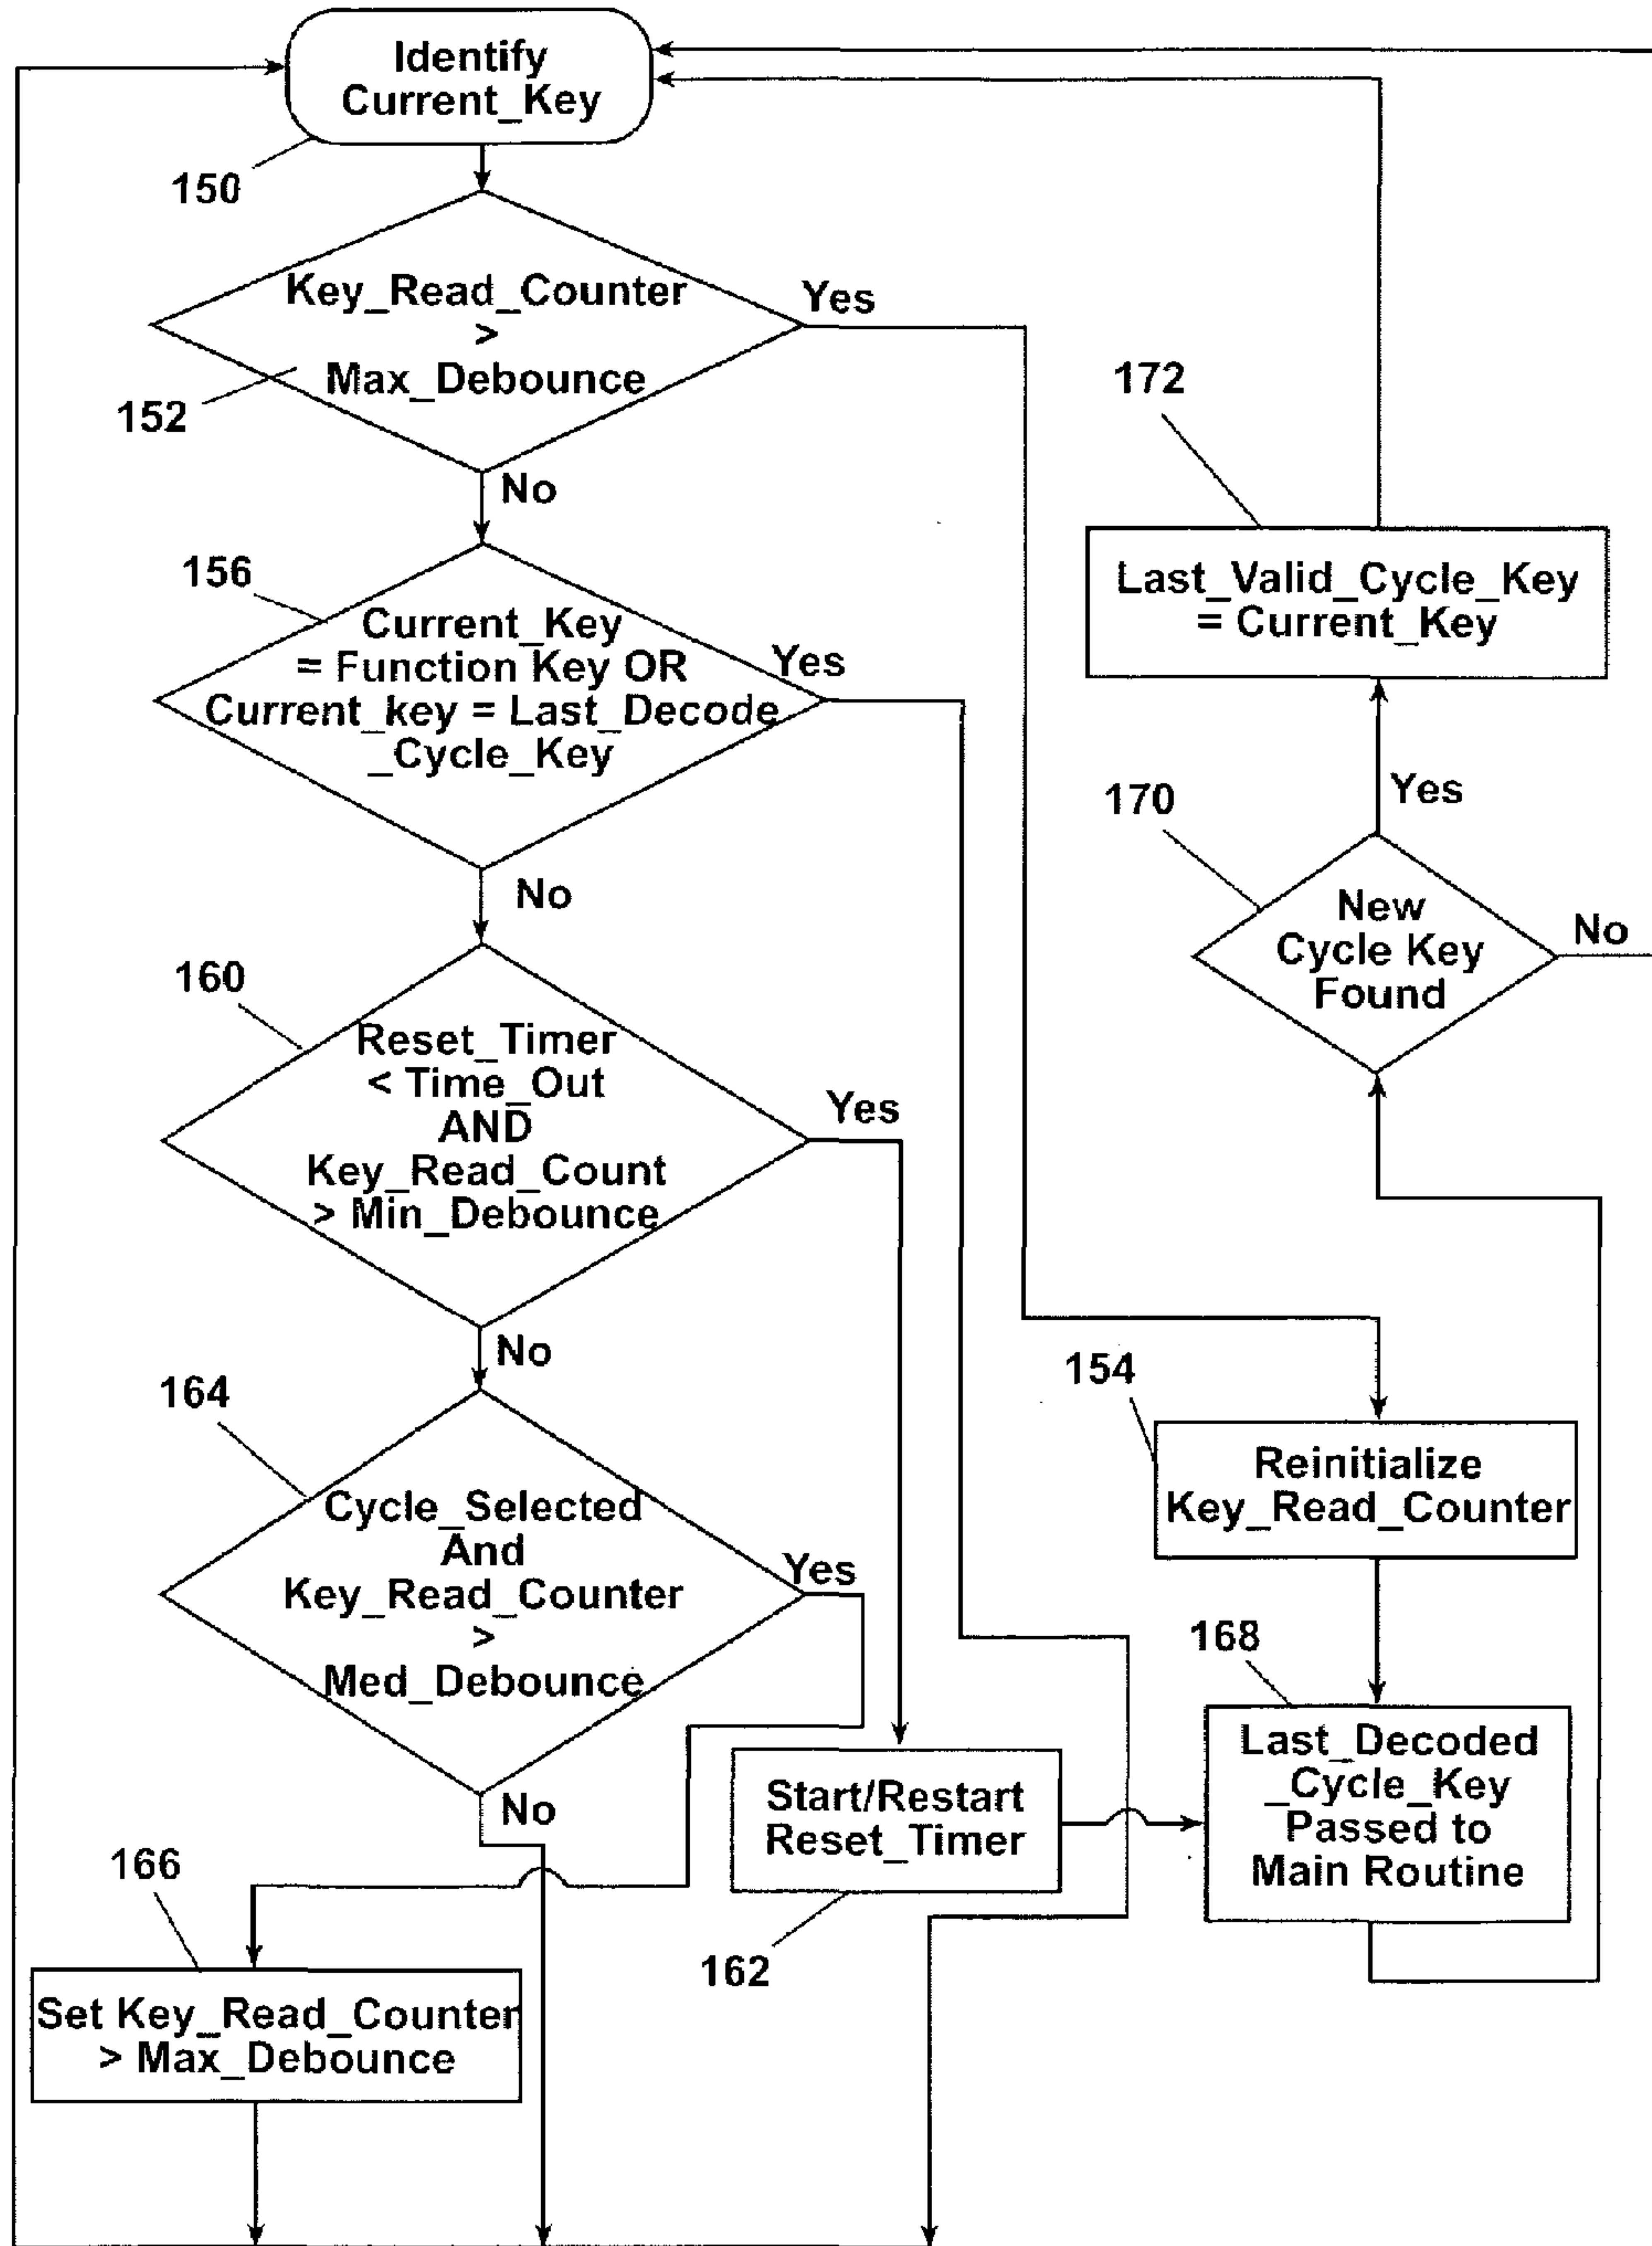 Identify
Current_Key
150
Key_Read_Counter
>
Max_Debounce
Yes
152
No
172
156
Current_Key
= Function Key OR
Current_key = Last_Decode
_Cycle_Key
Yes
Last_Valid_Cycle_Key
= Current_Key
No
170
Yes
New
Cycle Key
Found
No
160
Reset_Timer
< Time_Out
AND
Key_Read_Count
> Min_Debounce
Yes
No
164
Cycle_Selected
And
Key_Read_Counter
>
Med_Debounce
Yes
154
Reinitialize
Key_Read_Counter
No
168
Last_Decoded
_Cycle_Key
Passed to
Main Routine
Start/Restart
Reset_Timer
162
166
Set Key_Read_Counter
> Max_Debounce